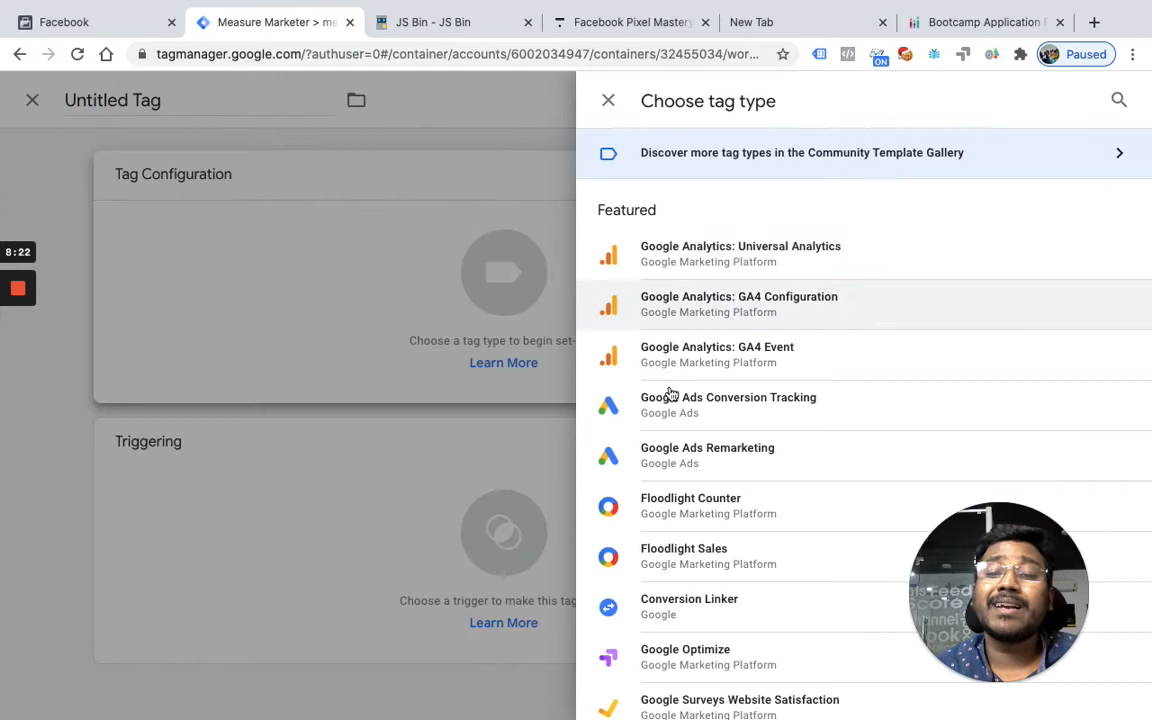 Facebook
Measure Marketer > me
JS Bin - JS Bin
Facebook Pixel Mastery
New Tab
Bootcamp Application F
tagmanager.google.com/?authuser=0#/container/accounts/6002034947/containers/32455034/wor...
ON
Paused
Untitled Tag
Choose tag type
Discover more tag types in the Community Template Gallery
Tag Configuration
Featured
8:22
Google Analytics: Universal Analytics
Google Marketing Platform
Google Analytics: GA4 Configuration
Google Marketing Platform
Choose a tag type to begin set-
Learn More
Google Analytics: GA4 Event
Google Marketing Platform
Google Ads Conversion Tracking
Google Ads
Triggering
Google Ads Remarketing
Google Ads
Floodlight Counter
Google Marketing Platform
Floodlight Sales
Google Marketing Platform
Choose a trigger to make this tag
Learn More
Conversion Linker
Google
Google Optimize
Google Marketing Platform
Google Surveys Website Satisfaction
Google Marketing Platform